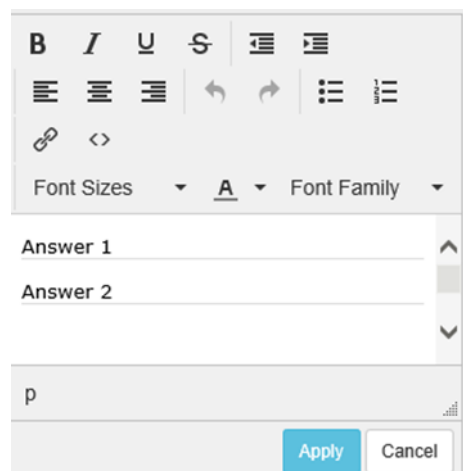 B I U S
A
Font Sizes A Font Family
Answer 1
Answer 2
p
Apply Cancel